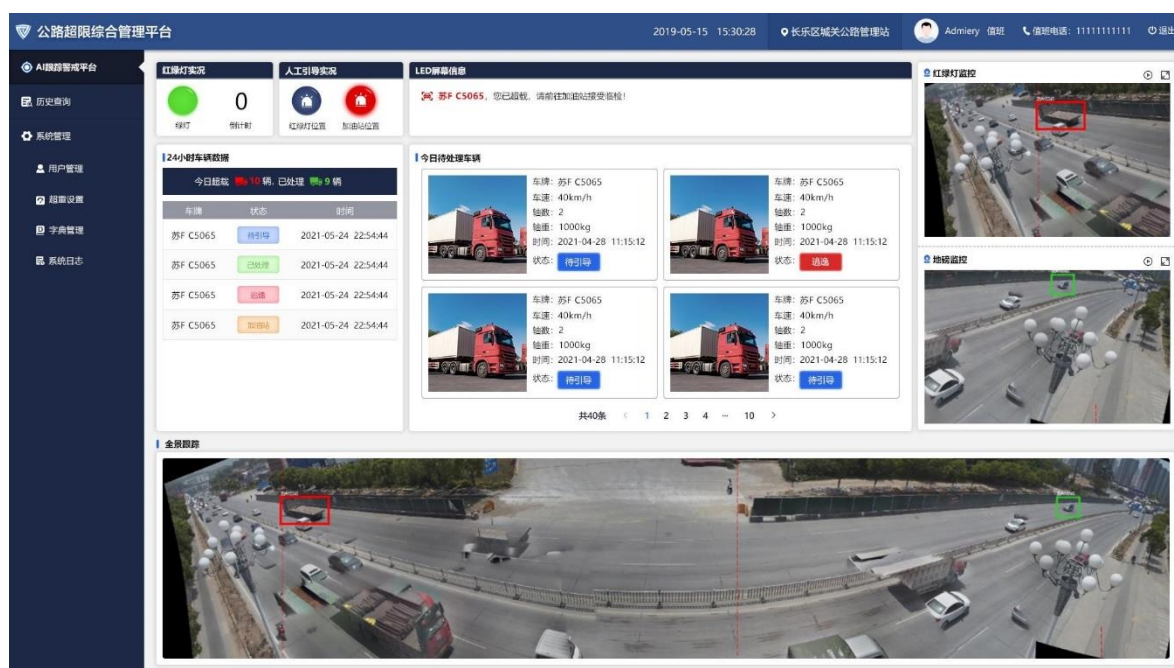 公路超限综合管理平台
2019-05-15 15:30:28
长乐区城关公路管理站
Admiery 值班
值班电话: 11111111111
退出
AI跟踪警戒平台
历史查询
系统管理
用户管理
超重设置
字典管理
系统日志
红绿灯实况
绿灯
0
倒计时
人工引导实况
红绿灯位置
加油站位置
LED屏幕信息
苏F C5065, 您已超载, 请前往加油站接受临检!
24小时车辆数据
今日超载 10 辆, 已处理 9 辆
车牌 状态 时间
苏F C5065 待引导 2021-05-24 22:54:44
苏F C5065 已处理 2021-05-24 22:54:44
苏F C5065 逃逸 2021-05-24 22:54:44
苏F C5065 加油站 2021-05-24 22:54:44
今日待处理车辆
车牌: 苏F C5065
车速: 40km/h
轴数: 2
轴重: 1000kg
时间: 2021-04-28 11:15:12
状态: 待引导
车牌: 苏F C5065
车速: 40km/h
轴数: 2
轴重: 1000kg
时间: 2021-04-28 11:15:12
状态: 逃逸
车牌: 苏F C5065
车速: 40km/h
轴数: 2
轴重: 1000kg
时间: 2021-04-28 11:15:12
状态: 待引导
车牌: 苏F C5065
车速: 40km/h
轴数: 2
轴重: 1000kg
时间: 2021-04-28 11:15:12
状态: 待引导
共40条 < 1 2 3 4 ··· 10 >
红绿灯监控
地磅监控
全景跟踪